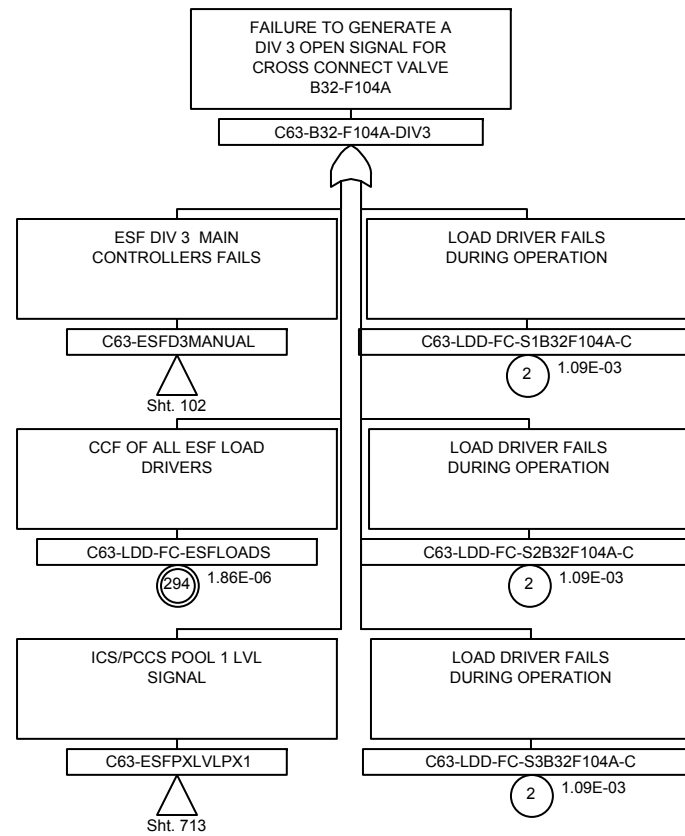 FAILURE TO GENERATE A
DIV 3 OPEN SIGNAL FOR
CROSS CONNECT VALVE
B32-F104A
C63-B32-F104A-DIV3
ESF DIV 3 MAIN
CONTROLLERS FAILS
C63-ESFD3MANUAL
Sht. 102
LOAD DRIVER FAILS
DURING OPERATION
C63-LDD-FC-S1B32F104A-C
2
1.09E-03
CCF OF ALL ESF LOAD
DRIVERS
C63-LDD-FC-ESFLOADS
294
1.86E-06
LOAD DRIVER FAILS
DURING OPERATION
C63-LDD-FC-S2B32F104A-C
2
1.09E-03
ICS/PCCS POOL 1 LVL
SIGNAL
C63-ESFPXLVLPX1
Sht. 713
LOAD DRIVER FAILS
DURING OPERATION
C63-LDD-FC-S3B32F104A-C
2
1.09E-03